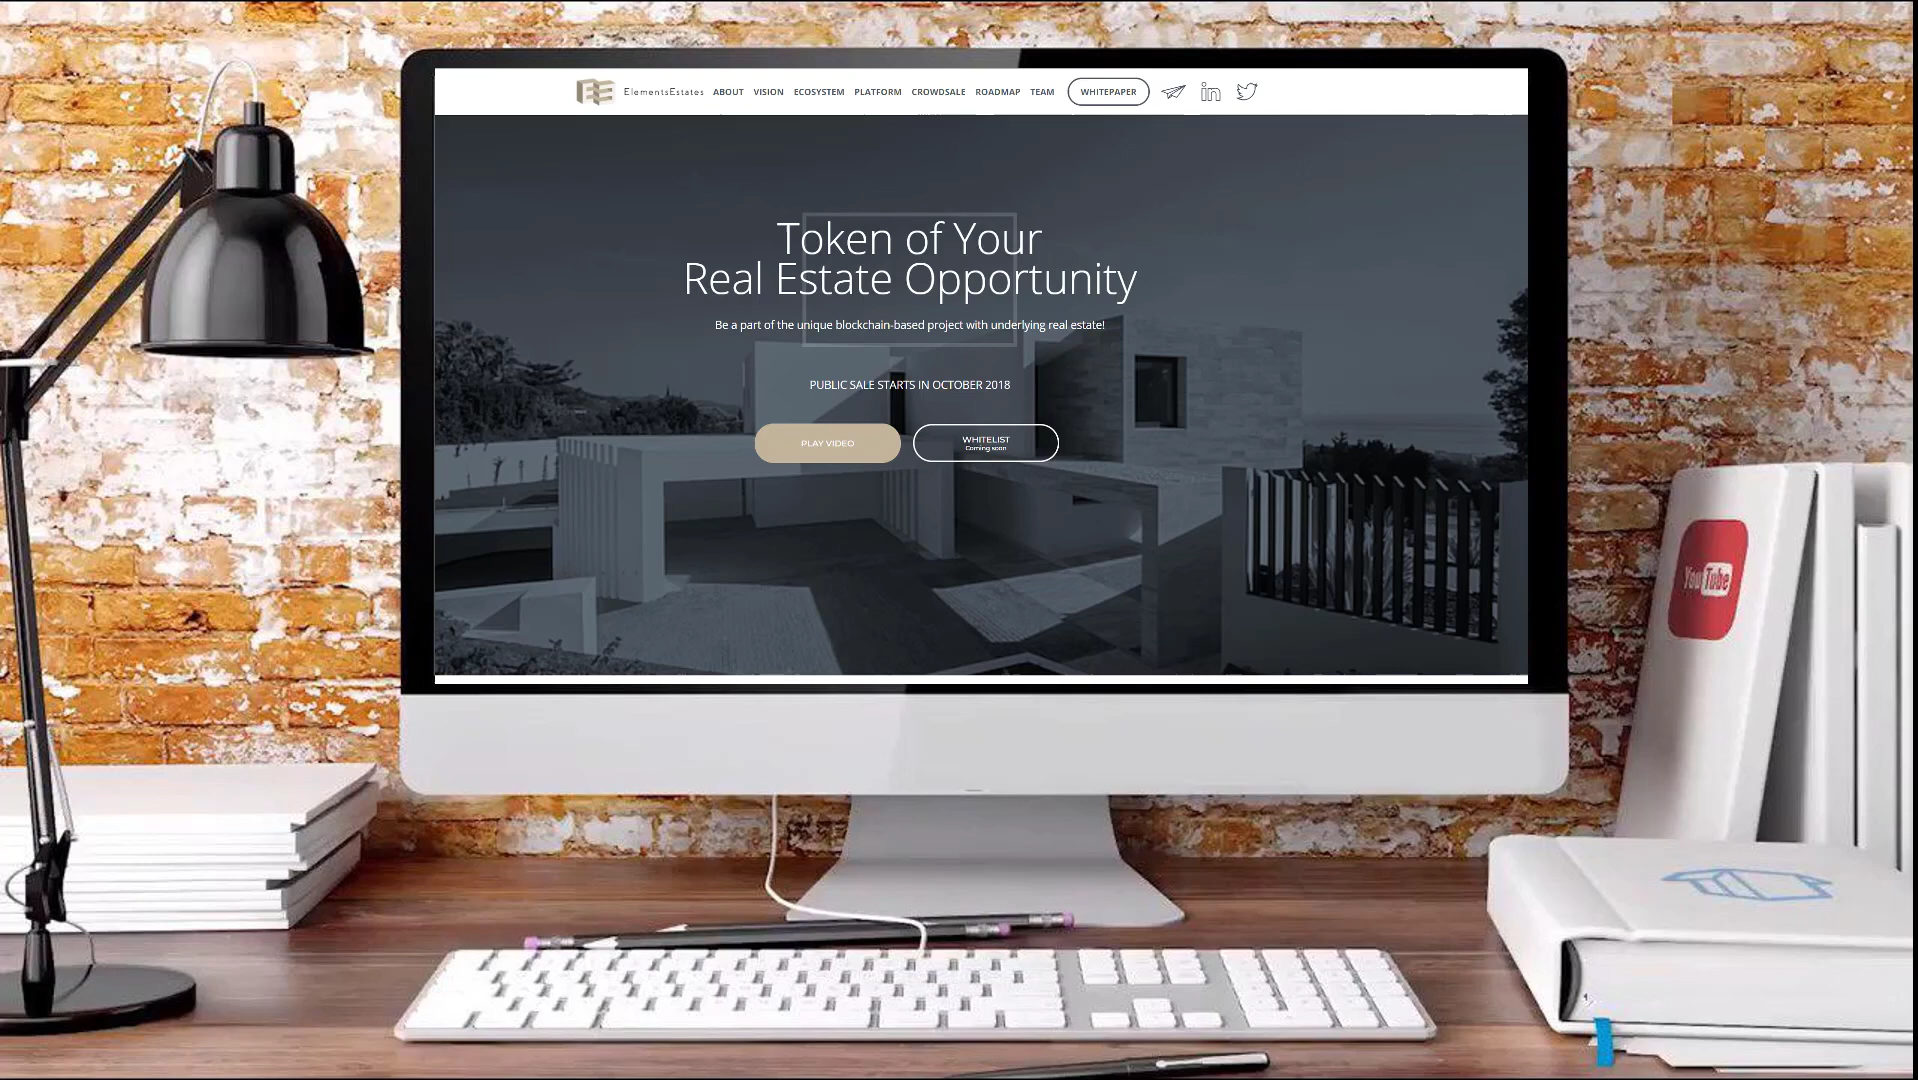 ElementsEstates ABOUT VISION ECOSYSTEM PLATFORM CROWDSALE ROADMAP TEAM WHITEPAPER
Token of Your
Real Estate Opportunity
Be a part of the unique blockchain-based project with underlying real estate!
PUBLIC SALE STARTS IN OCTOBER 2018
PLAY VIDEO
WHITELIST
Coming soon
YouTube